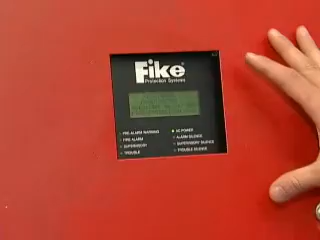 Fike
Protection Systems
PRE-ALARM WARNING
FIRE ALARM
SUPERVISORY
TROUBLE
AC POWER
ALARM SILENCE
SUPERVISORY SILENCE
TROUBLE SILENCE